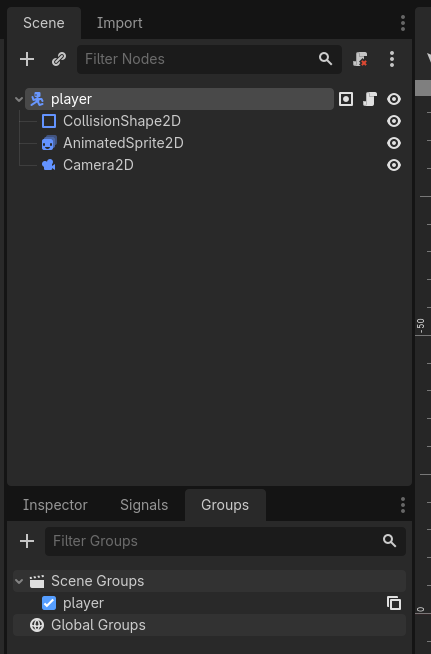 Scene Import
Filter Nodes
player
CollisionShape2D
AnimatedSprite2D
Camera2D
-50
Inspector Signals Groups
Filter Groups
Scene Groups
player
0
Global Groups